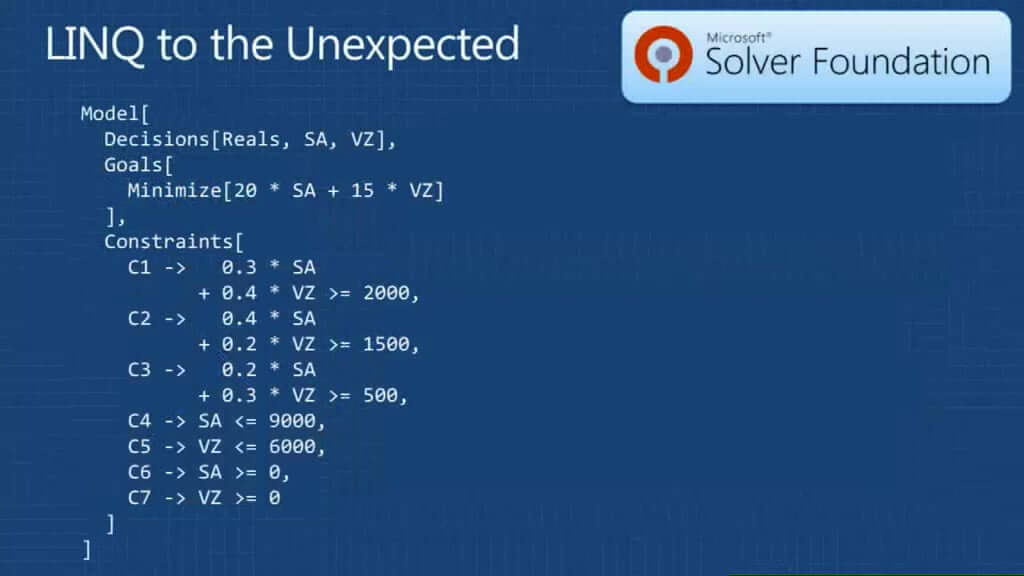 LINQ to the Unexpected
Microsoft®
Solver Foundation
Model[
  Decisions[Reals, SA, VZ],
  Goals[
    Minimize[20 * SA + 15 * VZ]
  ],
  Constraints[
    C1 ->   0.3 * SA
          + 0.4 * VZ >= 2000,
    C2 ->   0.4 * SA
          + 0.2 * VZ >= 1500,
    C3 ->   0.2 * SA
          + 0.3 * VZ >= 500,
    C4 -> SA <= 9000,
    C5 -> VZ <= 6000,
    C6 -> SA >= 0,
    C7 -> VZ >= 0
  ]
]